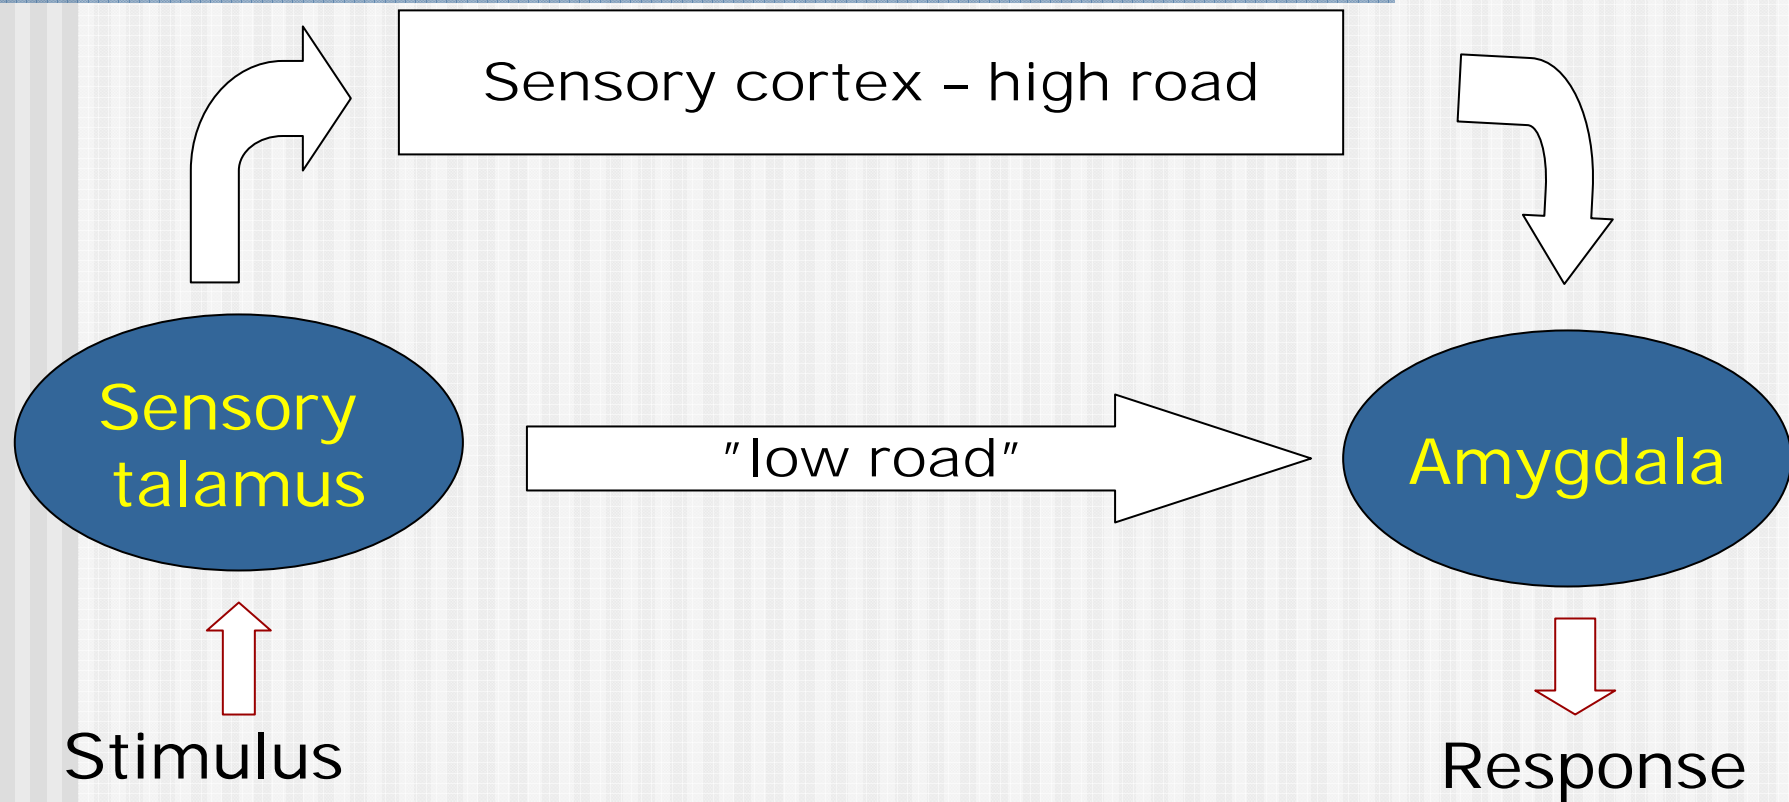 Sensory cortex – high road
Sensory
talamus
"low road"
Amygdala
Stimulus
Response